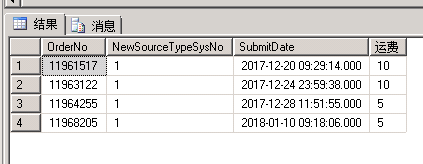 结果 消息
OrderNo NewSourceTypeSysNo SubmitDate 运费
1 11961517 1 2017-12-20 09:29:14.000 10
2 11963122 1 2017-12-24 23:59:38.000 10
3 11964255 1 2017-12-28 11:51:55.000 5
4 11968205 1 2018-01-10 09:18:06.000 5